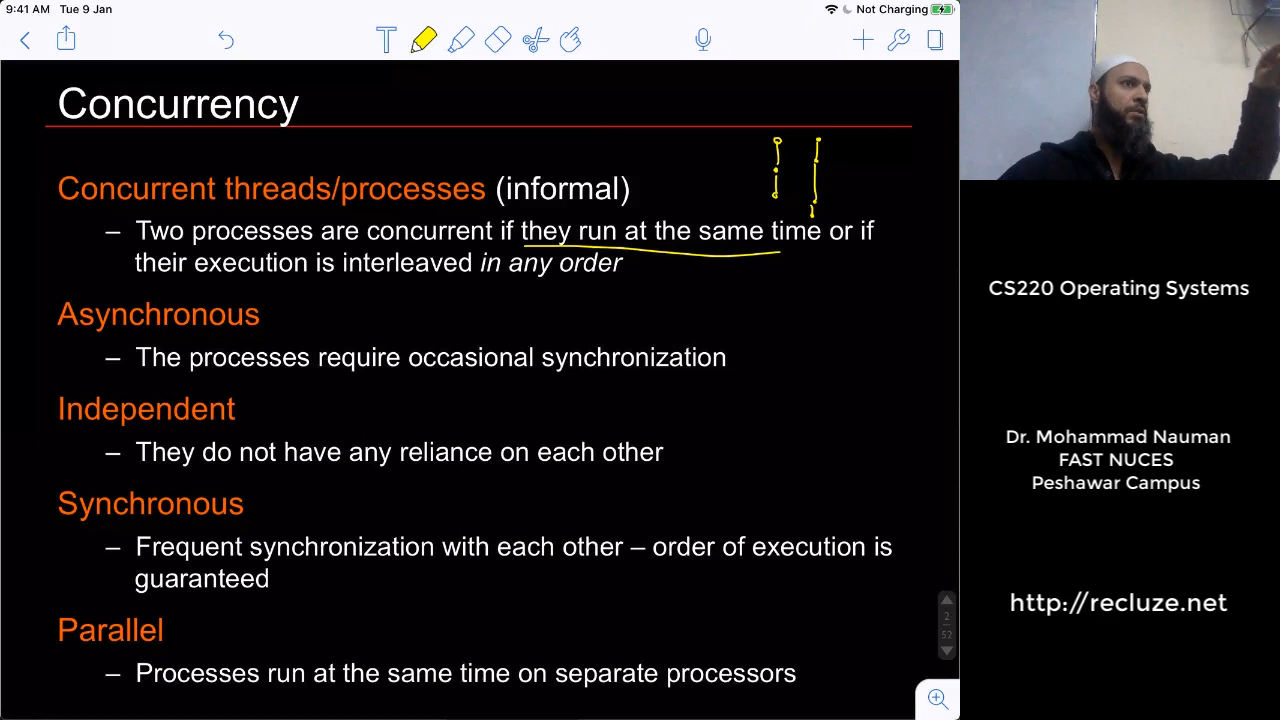 9:41 AM Tue 9 Jan
Not Charging
T
Concurrency
Concurrent threads/processes (informal)
– Two processes are concurrent if they run at the same time or if
their execution is interleaved in any order
Asynchronous
– The processes require occasional synchronization
Independent
– They do not have any reliance on each other
Synchronous
– Frequent synchronization with each other – order of execution is
guaranteed
Parallel
– Processes run at the same time on separate processors
2
52
CS220 Operating Systems
Dr. Mohammad Nauman
FAST NUCES
Peshawar Campus
http://recluze.net